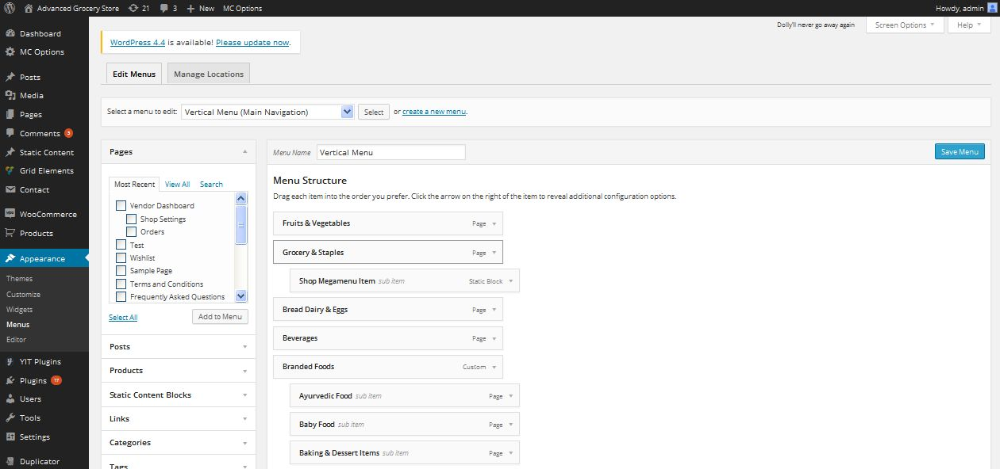 Advanced Grocery Store 21 3 New MC Options Howdy, admin
Dolly'll never go away again Screen Options Help
Dashboard
MC Options
Posts
Media
Pages
Comments 3
Static Content
Grid Elements
Contact
WooCommerce
Products
Appearance
Themes
Customize
Widgets
Menus
Editor
YIT Plugins
Plugins 17
Users
Tools
Settings
Duplicator
WordPress 4.4 is available! Please update now.
Edit Menus Manage Locations
Select a menu to edit: Vertical Menu (Main Navigation) Select or create a new menu.
Pages
Most Recent View All Search
Vendor Dashboard
Shop Settings
Orders
Test
Wishlist
Sample Page
Terms and Conditions
Frequently Asked Questions
Select All Add to Menu
Posts
Products
Static Content Blocks
Links
Categories
Tags
Menu Name Vertical Menu Save Menu
Menu Structure
Drag each item into the order you prefer. Click the arrow on the right of the item to reveal additional configuration options.
Fruits & Vegetables Page
Grocery & Staples Page
Shop Megamenu Item sub item Static Block
Bread Dairy & Eggs Page
Beverages Page
Branded Foods Custom
Ayurvedic Food sub item Page
Baby Food sub item Page
Baking & Dessert Items sub item Page